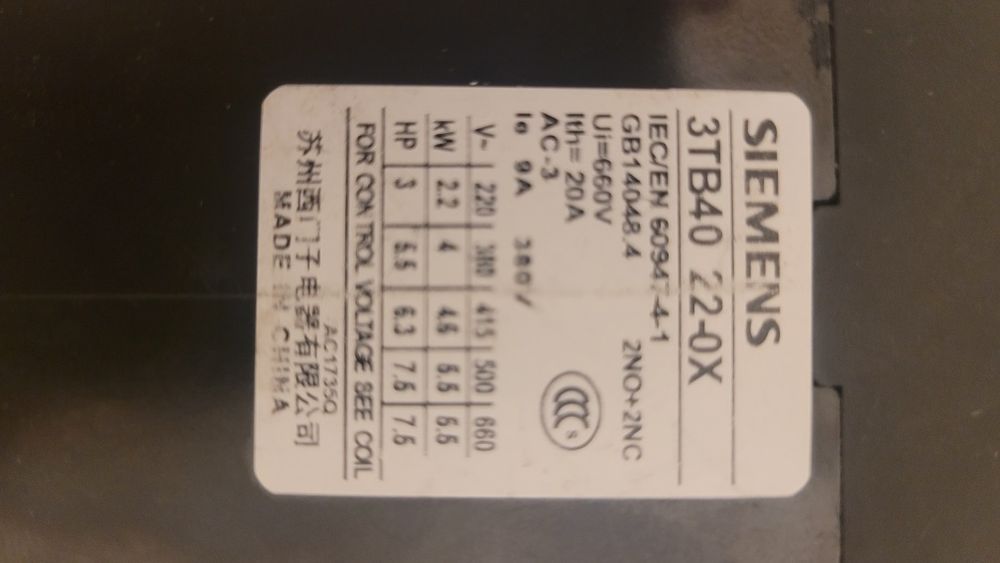 SIEMENS
3TB40 22-0X
IEC/EN 60947-4-1
GB14048.4 2NO+2NC
Ui=660V
Ith=20A
AC-3
Ie 9A 380V
CCC S
V~ 220 380 415 500 660
kW 2.2 4 4.6 5.5 5.5
HP 3 5.5 6.3 7.5 7.5
FOR CONTROL VOLTAGE SEE COIL
AC1735Q
苏州西门子电器有限公司
MADE IN CHINA